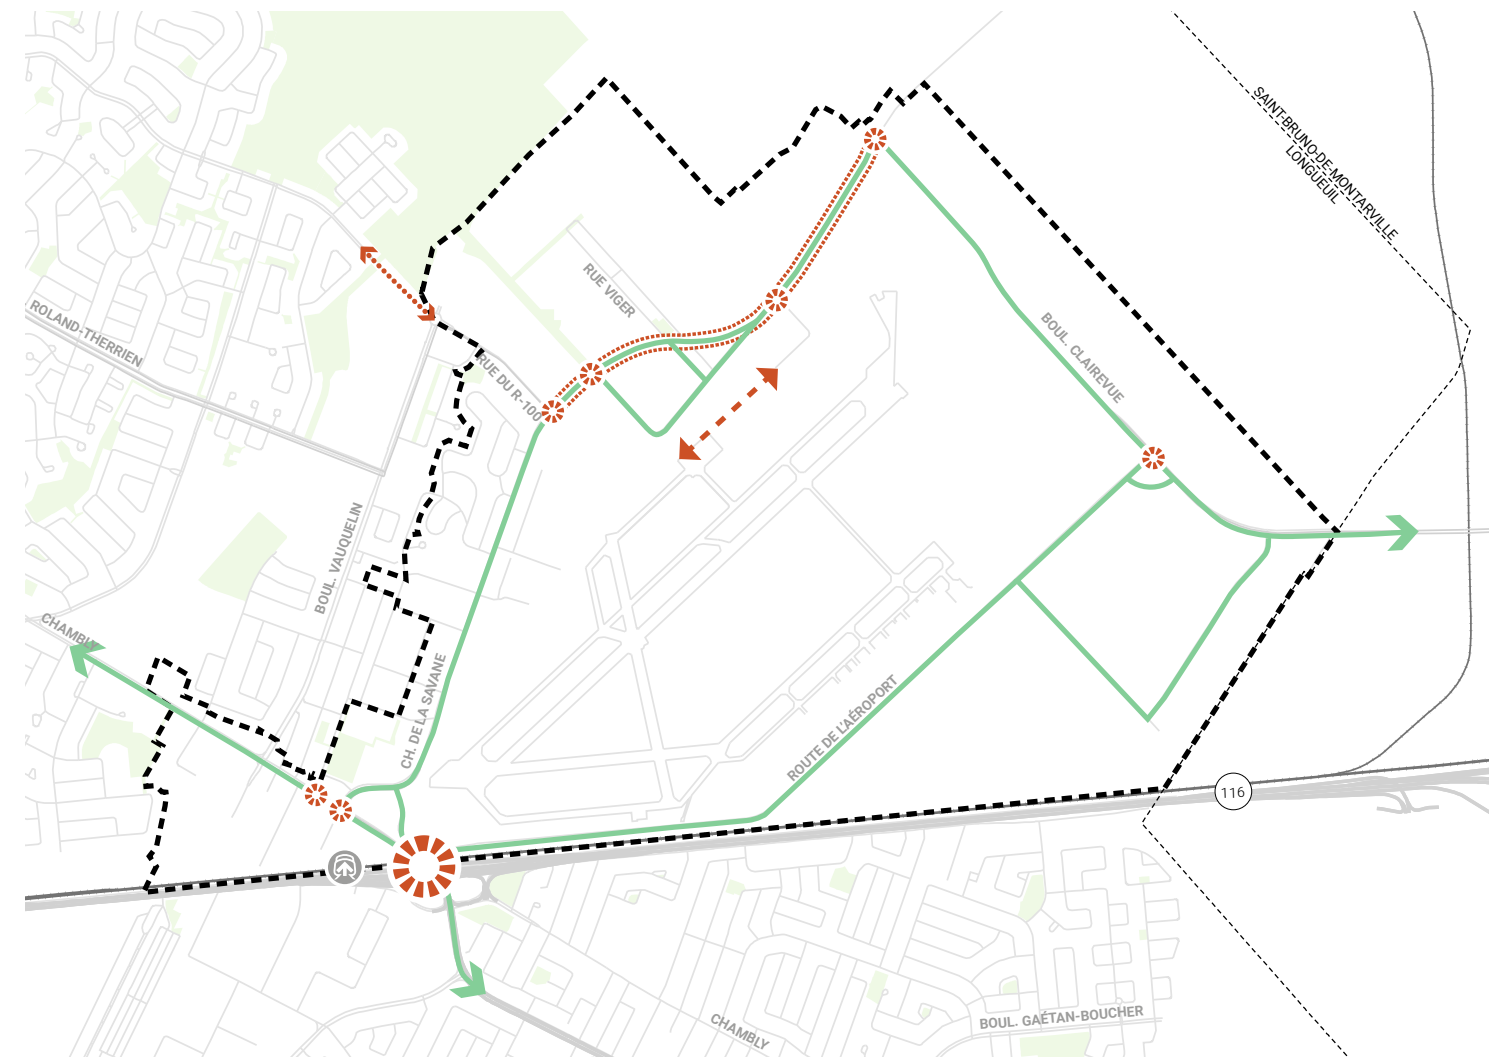 SAINT-BRUNO-DE-MONTARVILLE
LONGUEUIL
RUE VIGER
ROLAND-THERRIEN
BOUL. CLAIREVUE
RUE DU R-100
BOUL. VAUQUELIN
CHAMBLY
CH. DE LA SAVANE
ROUTE DE L'AÉROPORT
116
CHAMBLY
BOUL. GAÉTAN-BOUCHER